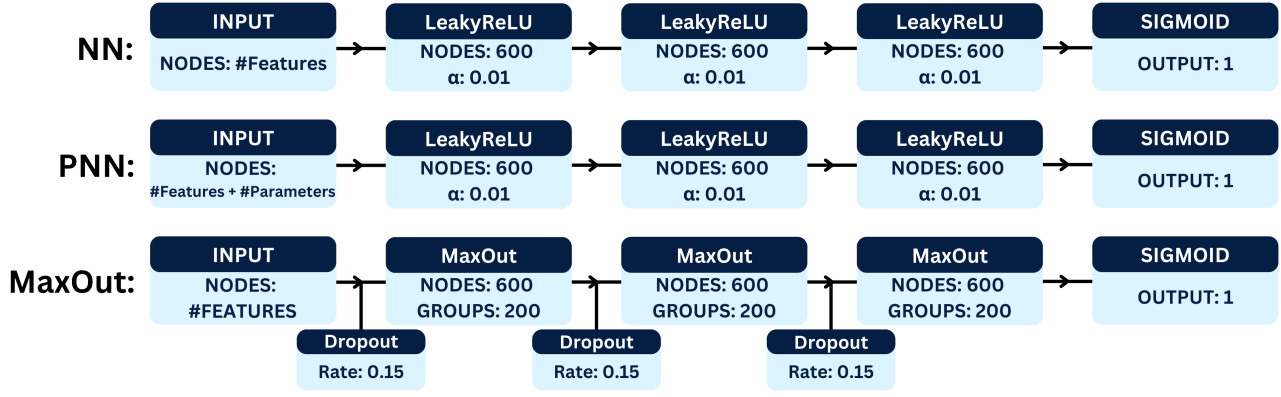 NN:
INPUT
NODES: #Features
LeakyReLU
NODES: 600
α: 0.01
LeakyReLU
NODES: 600
α: 0.01
LeakyReLU
NODES: 600
α: 0.01
SIGMOID
OUTPUT: 1
PNN:
INPUT
NODES:
#Features + #Parameters
LeakyReLU
NODES: 600
α: 0.01
LeakyReLU
NODES: 600
α: 0.01
LeakyReLU
NODES: 600
α: 0.01
SIGMOID
OUTPUT: 1
MaxOut:
INPUT
NODES:
#FEATURES
Dropout
Rate: 0.15
MaxOut
NODES: 600
GROUPS: 200
Dropout
Rate: 0.15
MaxOut
NODES: 600
GROUPS: 200
Dropout
Rate: 0.15
MaxOut
NODES: 600
GROUPS: 200
SIGMOID
OUTPUT: 1